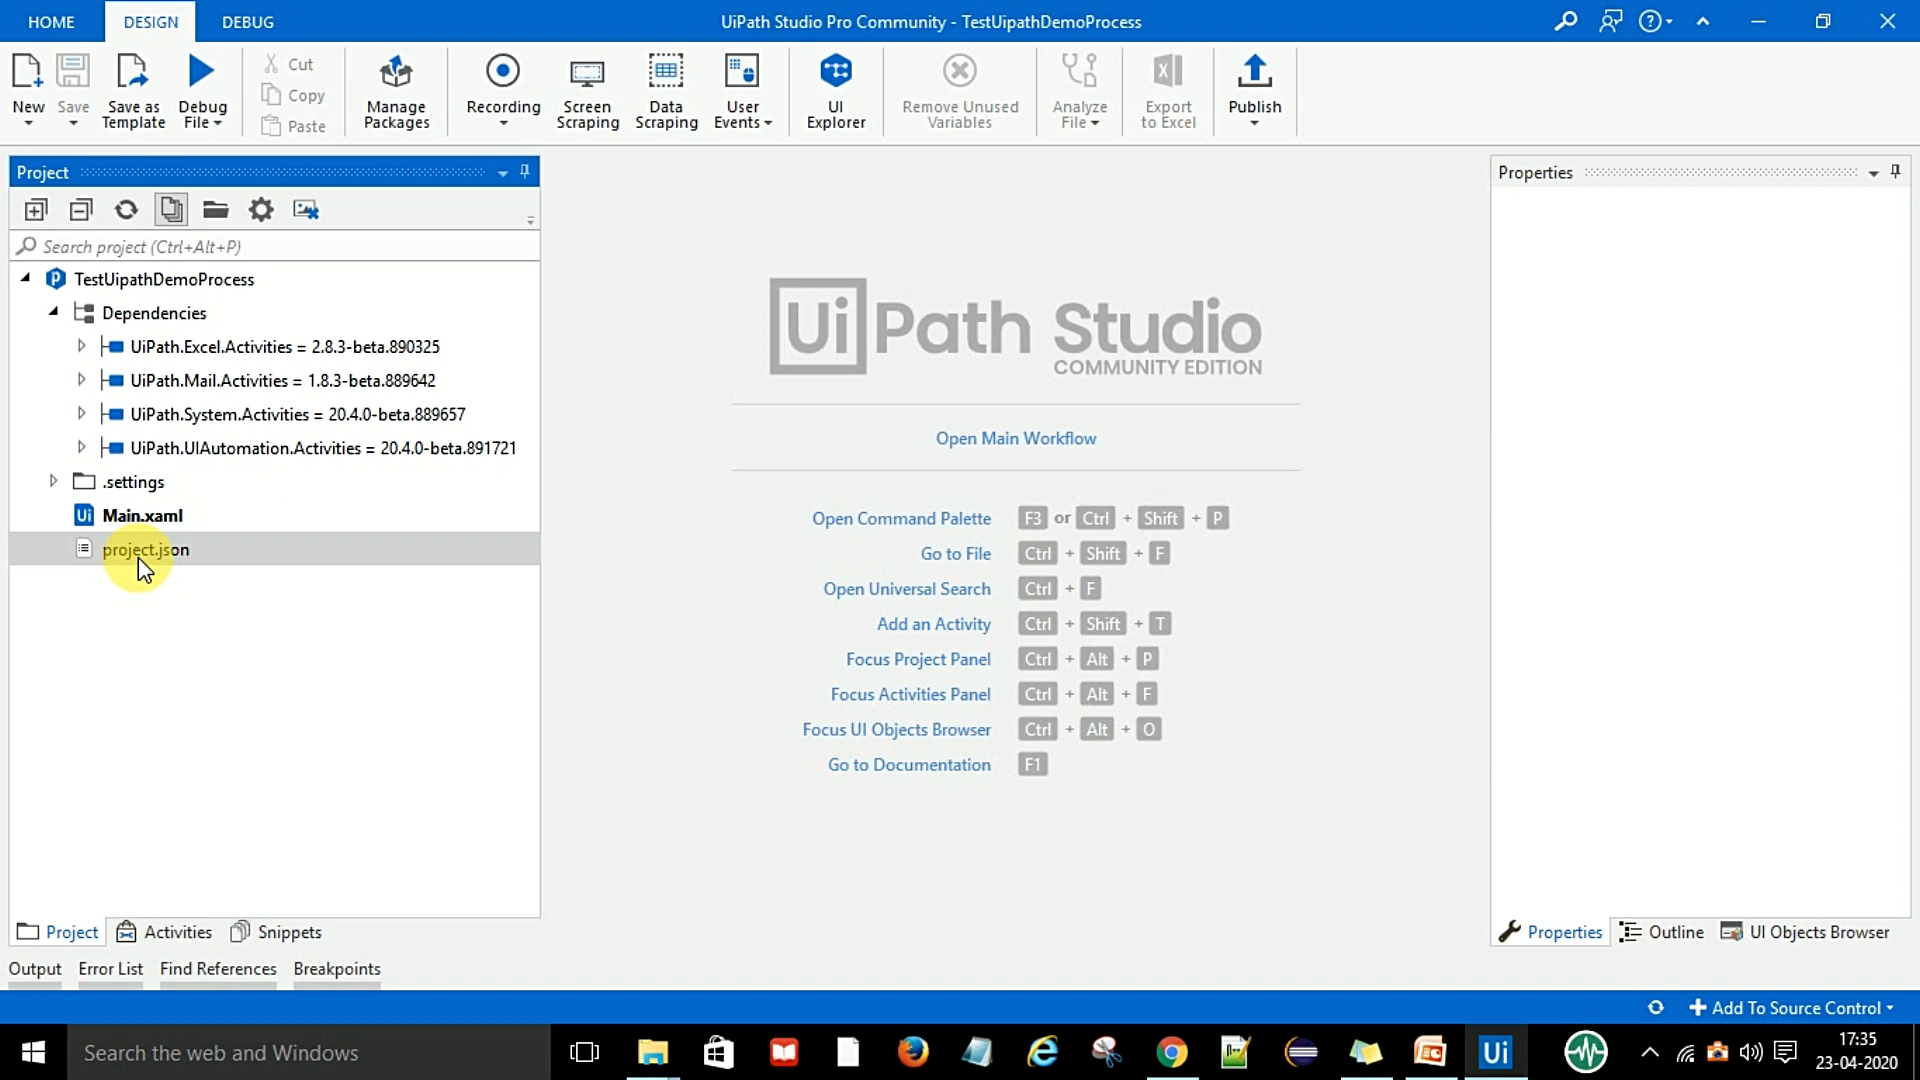 HOME DESIGN DEBUG UiPath Studio Pro Community - TestUipathDemoProcess
New Save Save as Template Debug File Cut Copy Paste Manage Packages Recording Screen Scraping Data Scraping User Events UI Explorer Remove Unused Variables Analyze File Export to Excel Publish
Project
Search project (Ctrl+Alt+P)
TestUipathDemoProcess
Dependencies
UiPath.Excel.Activities = 2.8.3-beta.890325
UiPath.Mail.Activities = 1.8.3-beta.889642
UiPath.System.Activities = 20.4.0-beta.889657
UiPath.UIAutomation.Activities = 20.4.0-beta.891721
.settings
Main.xaml
project.json
Project Activities Snippets
UiPath Studio
COMMUNITY EDITION
Open Main Workflow
Open Command Palette F3 or Ctrl + Shift + P
Go to File Ctrl + Shift + F
Open Universal Search Ctrl + F
Add an Activity Ctrl + Shift + T
Focus Project Panel Ctrl + Alt + P
Focus Activities Panel Ctrl + Alt + F
Focus UI Objects Browser Ctrl + Alt + O
Go to Documentation F1
Properties
Properties Outline UI Objects Browser
Output Error List Find References Breakpoints
Add To Source Control
Search the web and Windows
Ui
17:35
23-04-2020